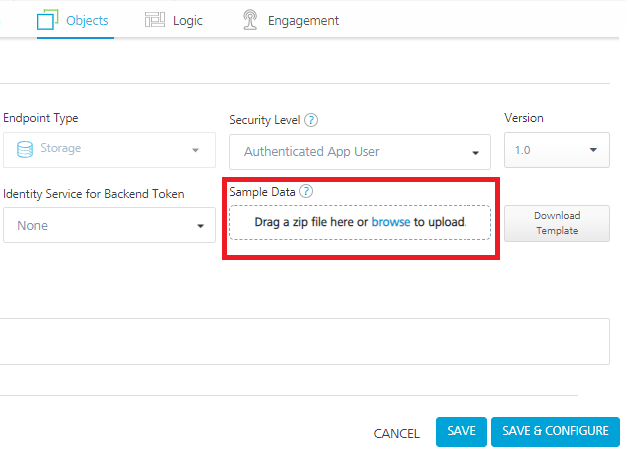 Objects
Logic
Engagement
Endpoint Type
Security Level ?
Version
Storage
Authenticated App User
1.0
Identity Service for Backend Token
Sample Data ?
None
Drag a zip file here or browse to upload.
Download
Template
CANCEL
SAVE
SAVE & CONFIGURE